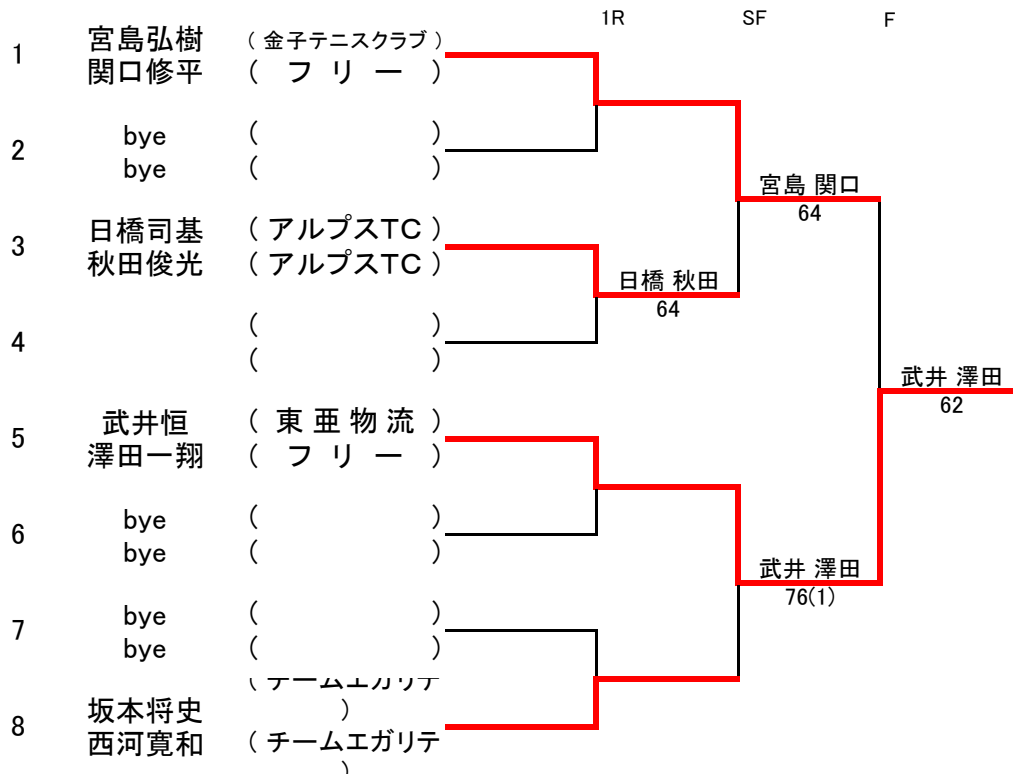 1R SF F
1 宮島弘樹 ( 金子テニスクラブ )
関口修平 ( フ リ ー )
2 bye ( )
bye ( )
宮島 関口
64
3 日橋司基 ( アルプスTC )
秋田俊光 ( アルプスTC )
日橋 秋田
64
4 ( )
( )
武井 澤田
62
5 武井恒 ( 東 亜 物 流 )
澤田一翔 ( フ リ ー )
6 bye ( )
bye ( )
武井 澤田
76(1)
7 bye ( )
bye ( )
8 坂本将史 ( チームエガリテ
)
西河寛和 ( チームエガリテ
)